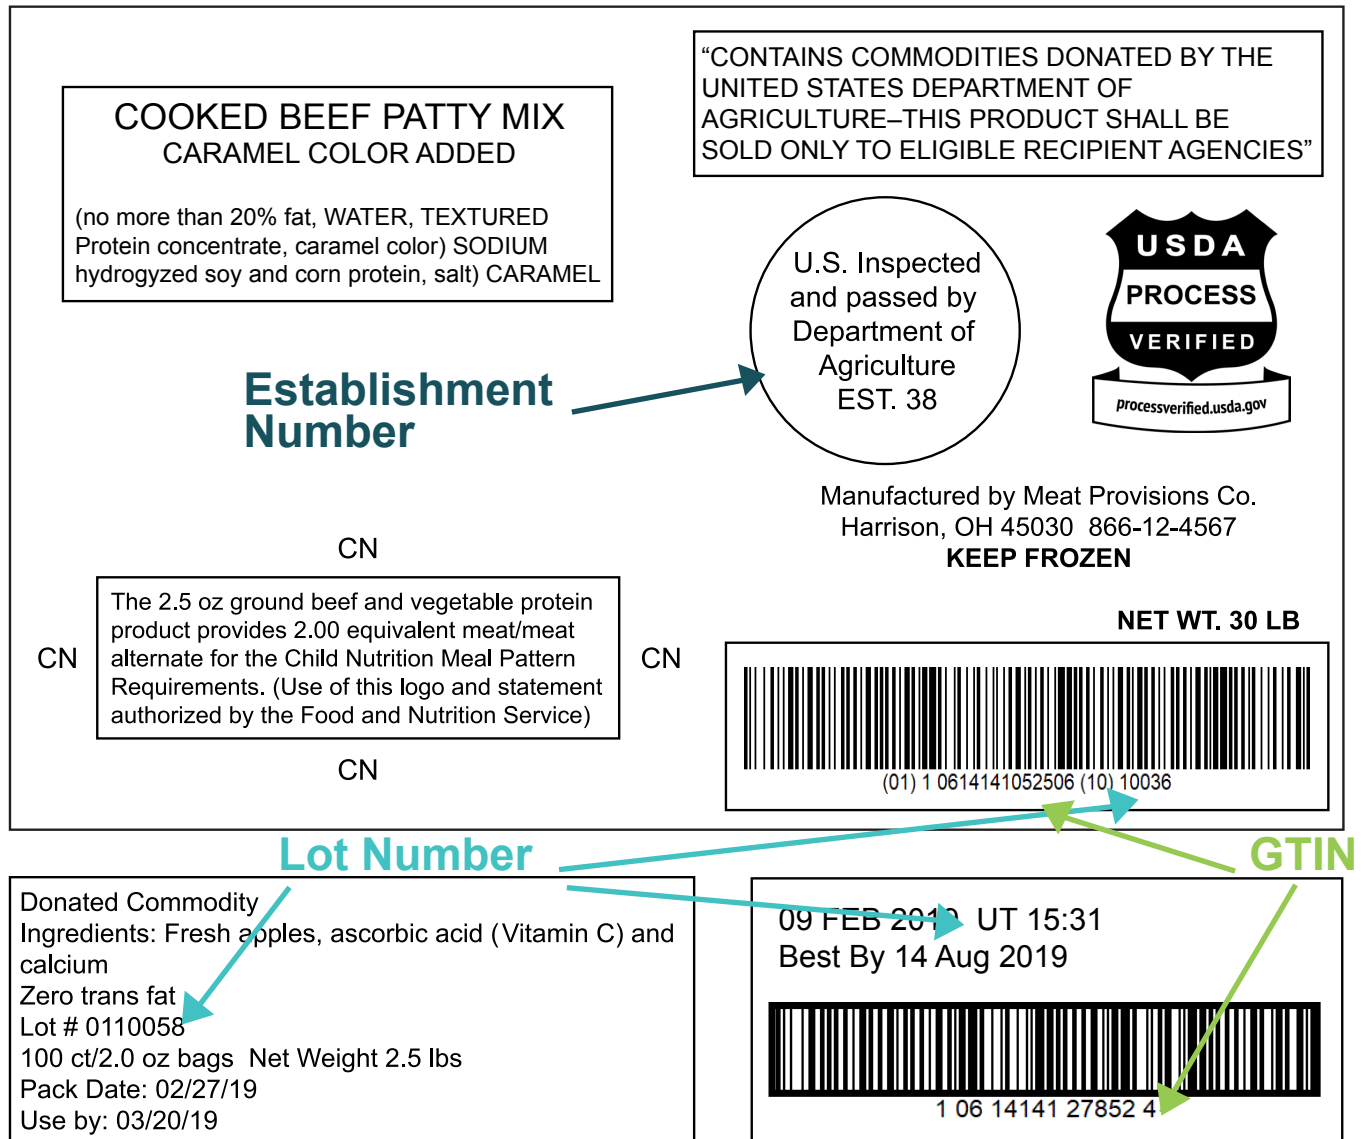 COOKED BEEF PATTY MIX
CARAMEL COLOR ADDED
(no more than 20% fat, WATER, TEXTURED
Protein concentrate, caramel color) SODIUM
hydrogyzed soy and corn protein, salt) CARAMEL
“CONTAINS COMMODITIES DONATED BY THE
UNITED STATES DEPARTMENT OF
AGRICULTURE–THIS PRODUCT SHALL BE
SOLD ONLY TO ELIGIBLE RECIPIENT AGENCIES”
U.S. Inspected
and passed by
Department of
Agriculture
EST. 38
USDA
PROCESS
VERIFIED
processverified.usda.gov
Establishment
Number
Manufactured by Meat Provisions Co.
Harrison, OH 45030 866-12-4567
KEEP FROZEN
CN
CN
The 2.5 oz ground beef and vegetable protein
product provides 2.00 equivalent meat/meat
alternate for the Child Nutrition Meal Pattern
Requirements. (Use of this logo and statement
authorized by the Food and Nutrition Service)
CN
CN
NET WT. 30 LB
(01) 1 0614141052506 (10) 10036
Lot Number
GTIN
Donated Commodity
Ingredients: Fresh apples, ascorbic acid (Vitamin C) and
calcium
Zero trans fat
Lot # 0110058
100 ct/2.0 oz bags Net Weight 2.5 lbs
Pack Date: 02/27/19
Use by: 03/20/19
09 FEB 2019 UT 15:31
Best By 14 Aug 2019
1 06 14141 27852 4